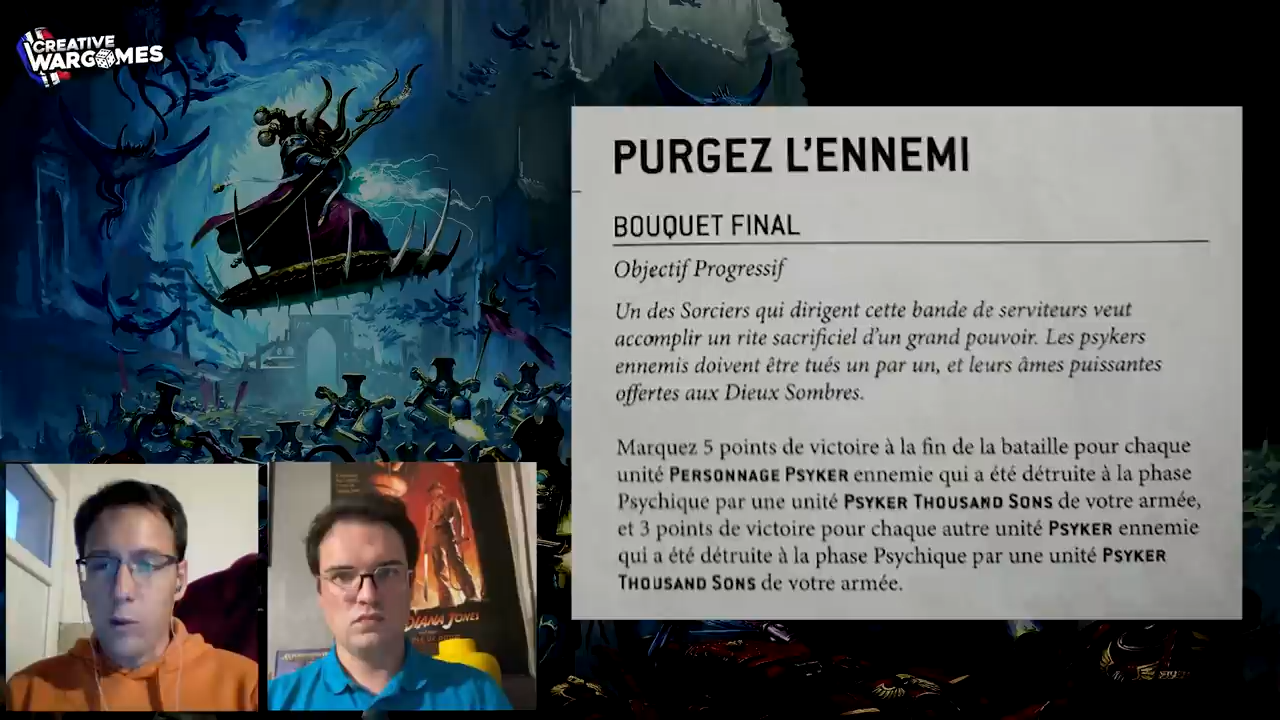 CREATIVE
WARGAMES
PURGEZ L'ENNEMI
BOUQUET FINAL
Objectif Progressif
Un des Sorciers qui dirigent cette bande de serviteurs veut
accomplir un rite sacrificiel d'un grand pouvoir. Les psykers
ennemis doivent être tués un par un, et leurs âmes puissantes
offertes aux Dieux Sombres.
Marquez 5 points de victoire à la fin de la bataille pour chaque
unité PERSONNAGE PSYKER ennemie qui a été détruite à la phase
Psychique par une unité PSYKER THOUSAND SONS de votre armée,
et 3 points de victoire pour chaque autre unité PSYKER ennemie
qui a été détruite à la phase Psychique par une unité PSYKER
THOUSAND SONS de votre armée.
DIANA JONES